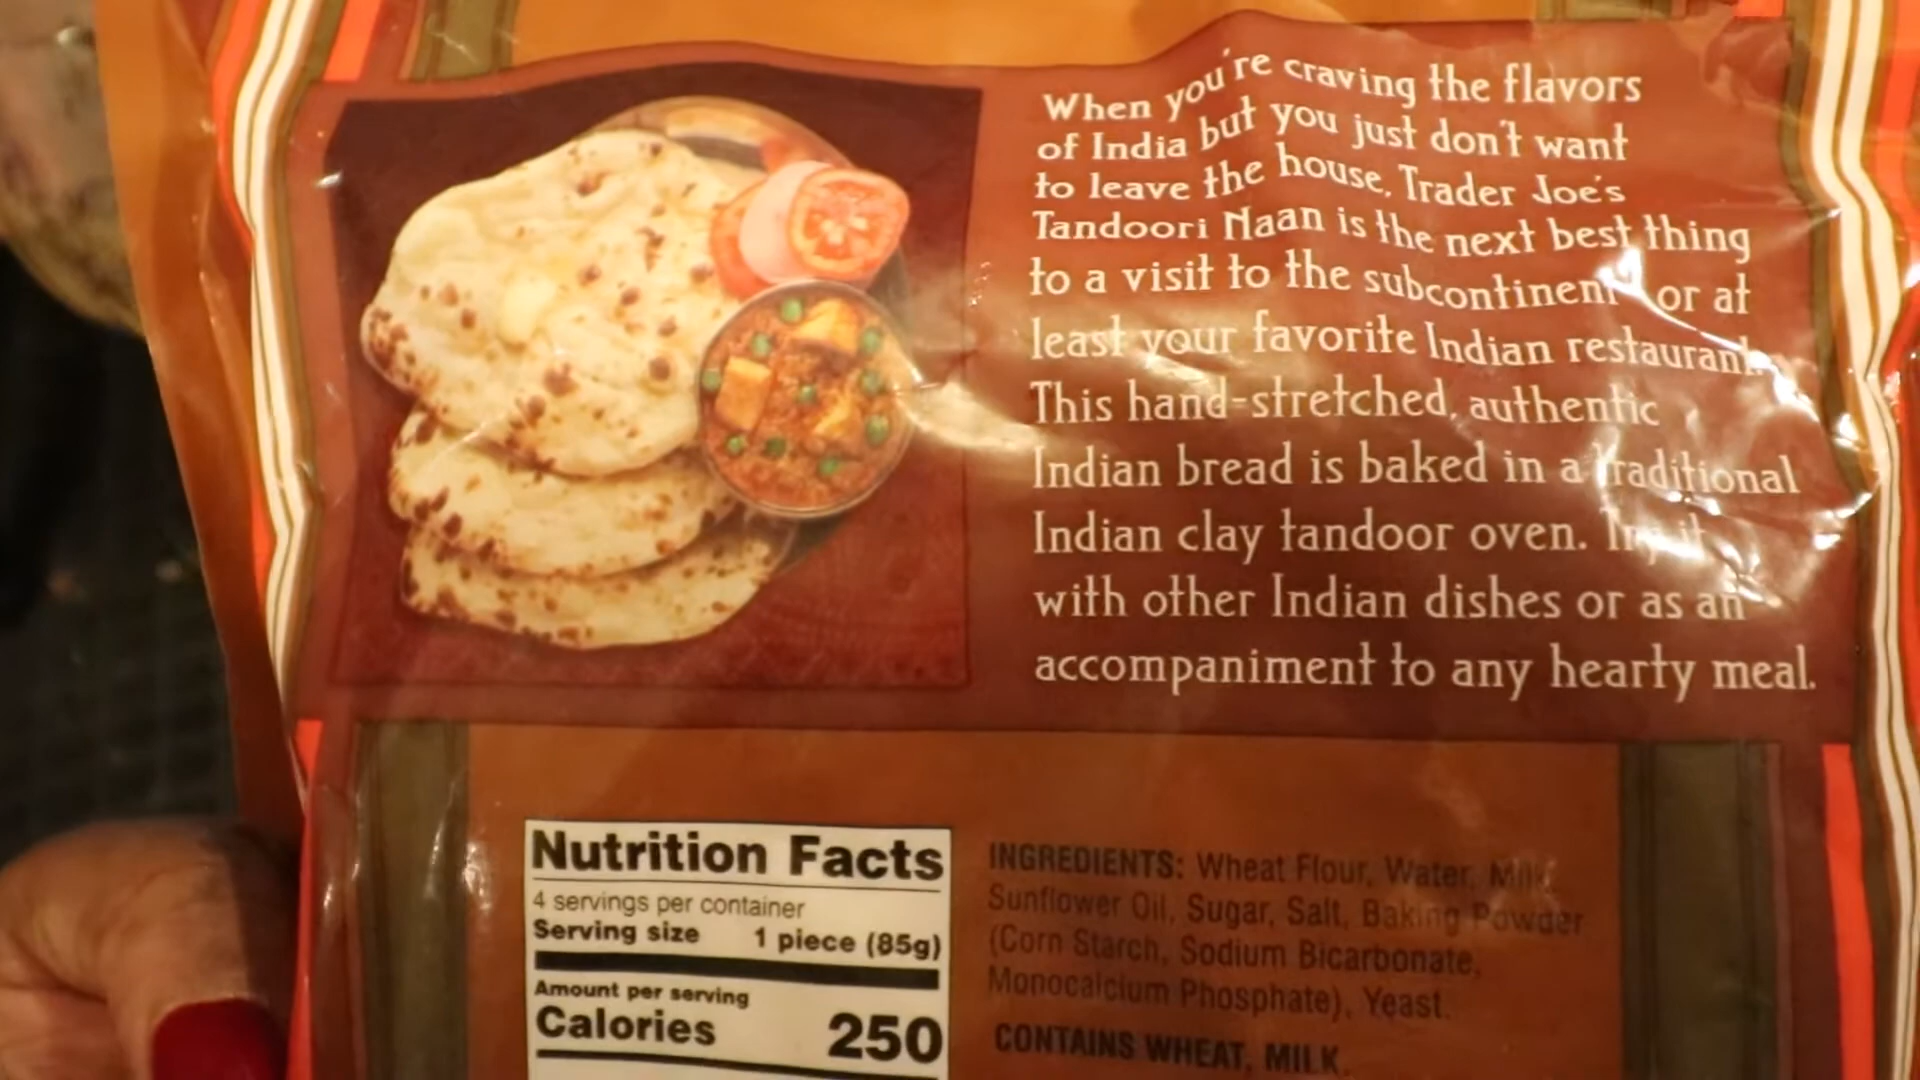 When you're craving the flavors
of India but you just don't want
to leave the house, Trader Joe's
Tandoori Naan is the next best thing
to a visit to the subcontinent or at
least your favorite Indian restaurant.
This hand-stretched, authentic
Indian bread is baked in a traditional
Indian clay tandoor oven. Try it
with other Indian dishes or as an
accompaniment to any hearty meal.
Nutrition Facts
4 servings per container
Serving size 1 piece (85g)
Amount per serving
Calories 250
INGREDIENTS: Wheat Flour, Water, Milk,
Sunflower Oil, Sugar, Salt, Baking Powder
(Corn Starch, Sodium Bicarbonate,
Monocalcium Phosphate), Yeast.
CONTAINS WHEAT, MILK.